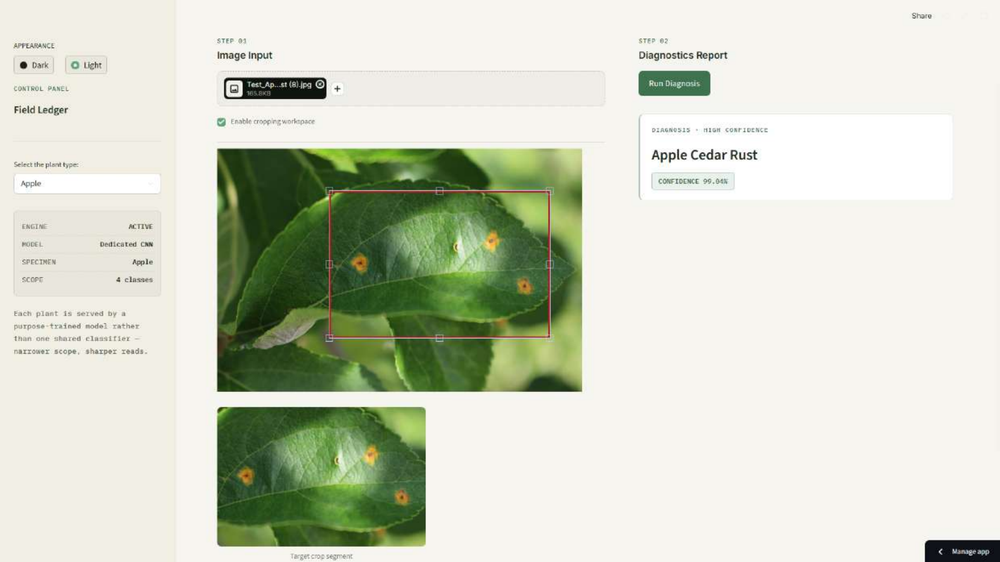 Share
APPEARANCE
Dark
Light
CONTROL PANEL
Field Ledger
Select the plant type:
Apple
ENGINE ACTIVE
MODEL Dedicated CNN
SPECIMEN Apple
SCOPE 4 classes
Each plant is served by a
purpose-trained model rather
than one shared classifier —
narrower scope, sharper reads.
STEP 01
Image Input
Test_Ap...st (8).jpg
165.0KB
Enable cropping workspace
Target crop segment
STEP 02
Diagnostics Report
Run Diagnosis
DIAGNOSIS · HIGH CONFIDENCE
Apple Cedar Rust
CONFIDENCE 99.04%
Manage app